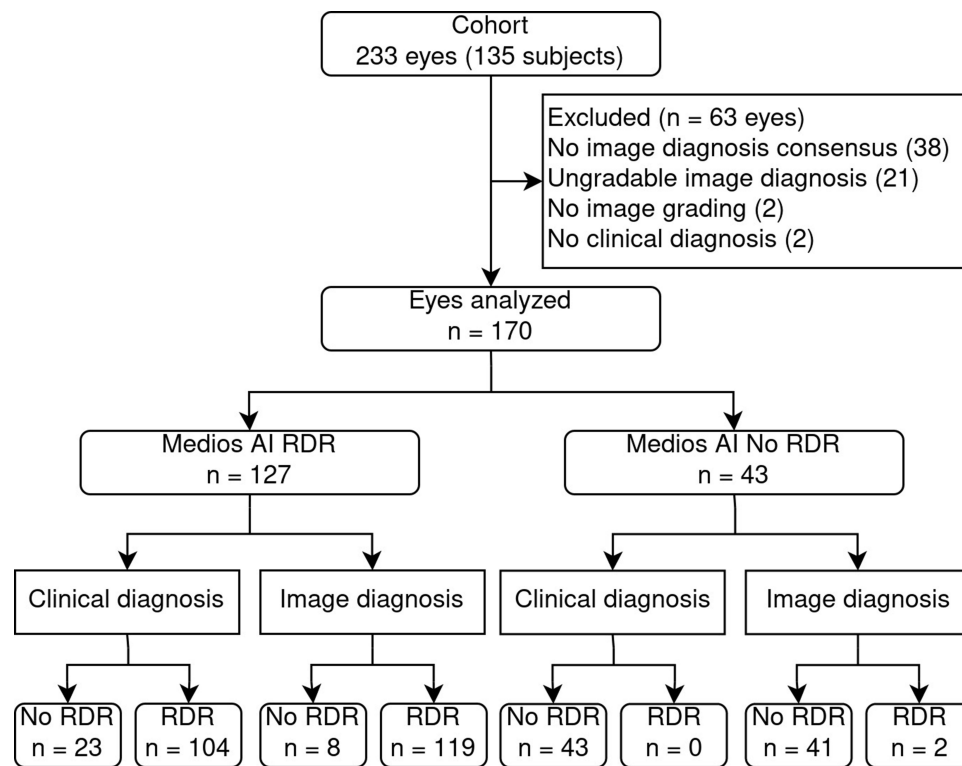 Cohort
233 eyes (135 subjects)
Excluded (n = 63 eyes)
No image diagnosis consensus (38)
Ungradable image diagnosis (21)
No image grading (2)
No clinical diagnosis (2)
Eyes analyzed
n = 170
Medios AI RDR
n = 127
Medios AI No RDR
n = 43
Clinical diagnosis
Image diagnosis
Clinical diagnosis
Image diagnosis
No RDR
n = 23
RDR
n = 104
No RDR
n = 8
RDR
n = 119
No RDR
n = 43
RDR
n = 0
No RDR
n = 41
RDR
n = 2